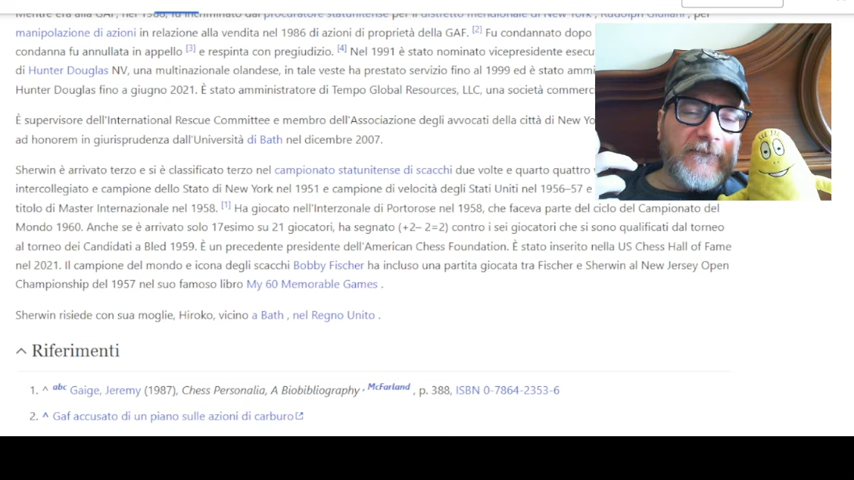 mentre era alla GAF, nel 1988, fu incriminato dal procuratore statunitense per il distretto meridionale di New York , Rudolph Giuliani , per
manipolazione di azioni in relazione alla vendita nel 1986 di azioni di proprietà della GAF. [2] Fu condannato dopo
condanna fu annullata in appello [3] e respinta con pregiudizio. [4] Nel 1991 è stato nominato vicepresidente esecu
di Hunter Douglas NV, una multinazionale olandese, in tale veste ha prestato servizio fino al 1999 ed è stato ammi
Hunter Douglas fino a giugno 2021. È stato amministratore di Tempo Global Resources, LLC, una società commerc
È supervisore dell'International Rescue Committee e membro dell'Associazione degli avvocati della città di New Yo
ad honorem in giurisprudenza dall'Università di Bath nel dicembre 2007.
Sherwin è arrivato terzo e si è classificato terzo nel campionato statunitense di scacchi due volte e quarto quattro
intercollegiato e campione dello Stato di New York nel 1951 e campione di velocità degli Stati Uniti nel 1956–57 e
titolo di Master Internazionale nel 1958. [1] Ha giocato nell'Interzonale di Portorose nel 1958, che faceva parte del ciclo del Campionato del
Mondo 1960. Anche se è arrivato solo 17esimo su 21 giocatori, ha segnato (+2– 2=2) contro i sei giocatori che si sono qualificati dal torneo
al torneo dei Candidati a Bled 1959. È un precedente presidente dell'American Chess Foundation. È stato inserito nella US Chess Hall of Fame
nel 2021. Il campione del mondo e icona degli scacchi Bobby Fischer ha incluso una partita giocata tra Fischer e Sherwin al New Jersey Open
Championship del 1957 nel suo famoso libro My 60 Memorable Games .
Sherwin risiede con sua moglie, Hiroko, vicino a Bath , nel Regno Unito .
Riferimenti
1. ^ abc Gaige, Jeremy (1987), Chess Personalia, A Biobibliography , McFarland , p. 388, ISBN 0-7864-2353-6
2. ^ Gaf accusato di un piano sulle azioni di carburo